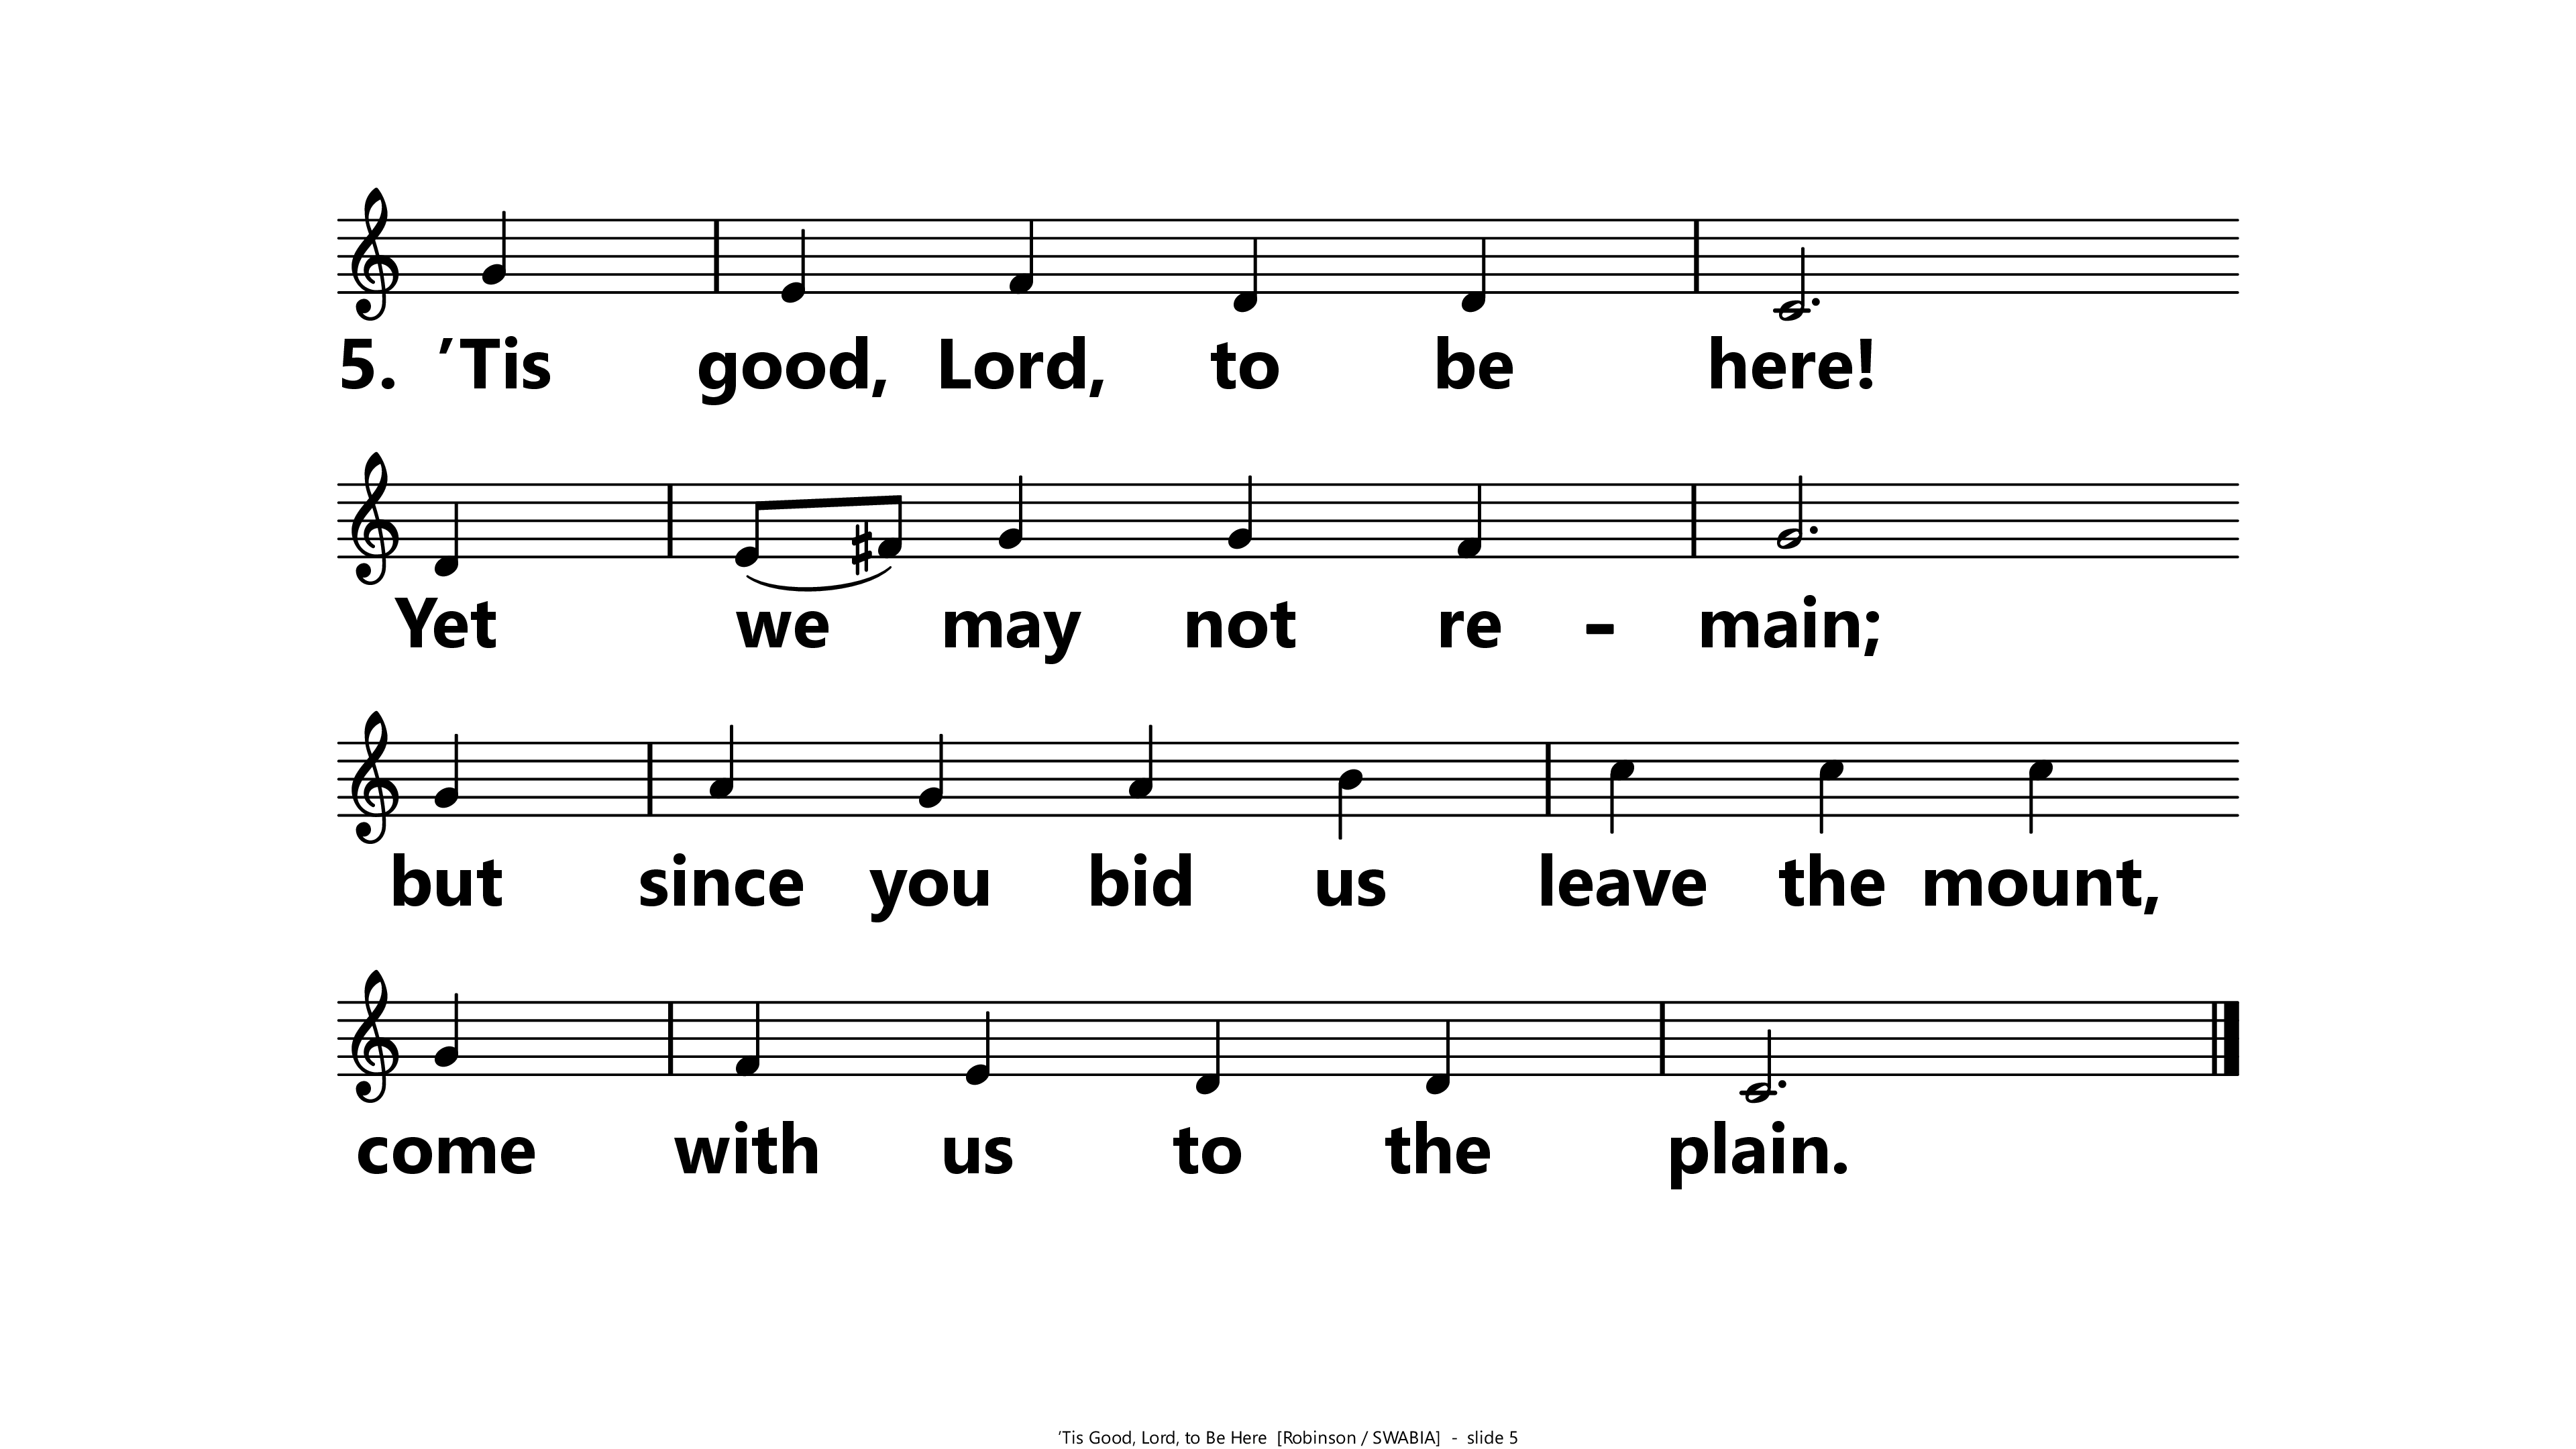 5. ’Tis good, Lord, to be here!
Yet we may not re - main;
but since you bid us leave the mount,
come with us to the plain.
’Tis Good, Lord, to Be Here [Robinson / SWABIA] - slide 5